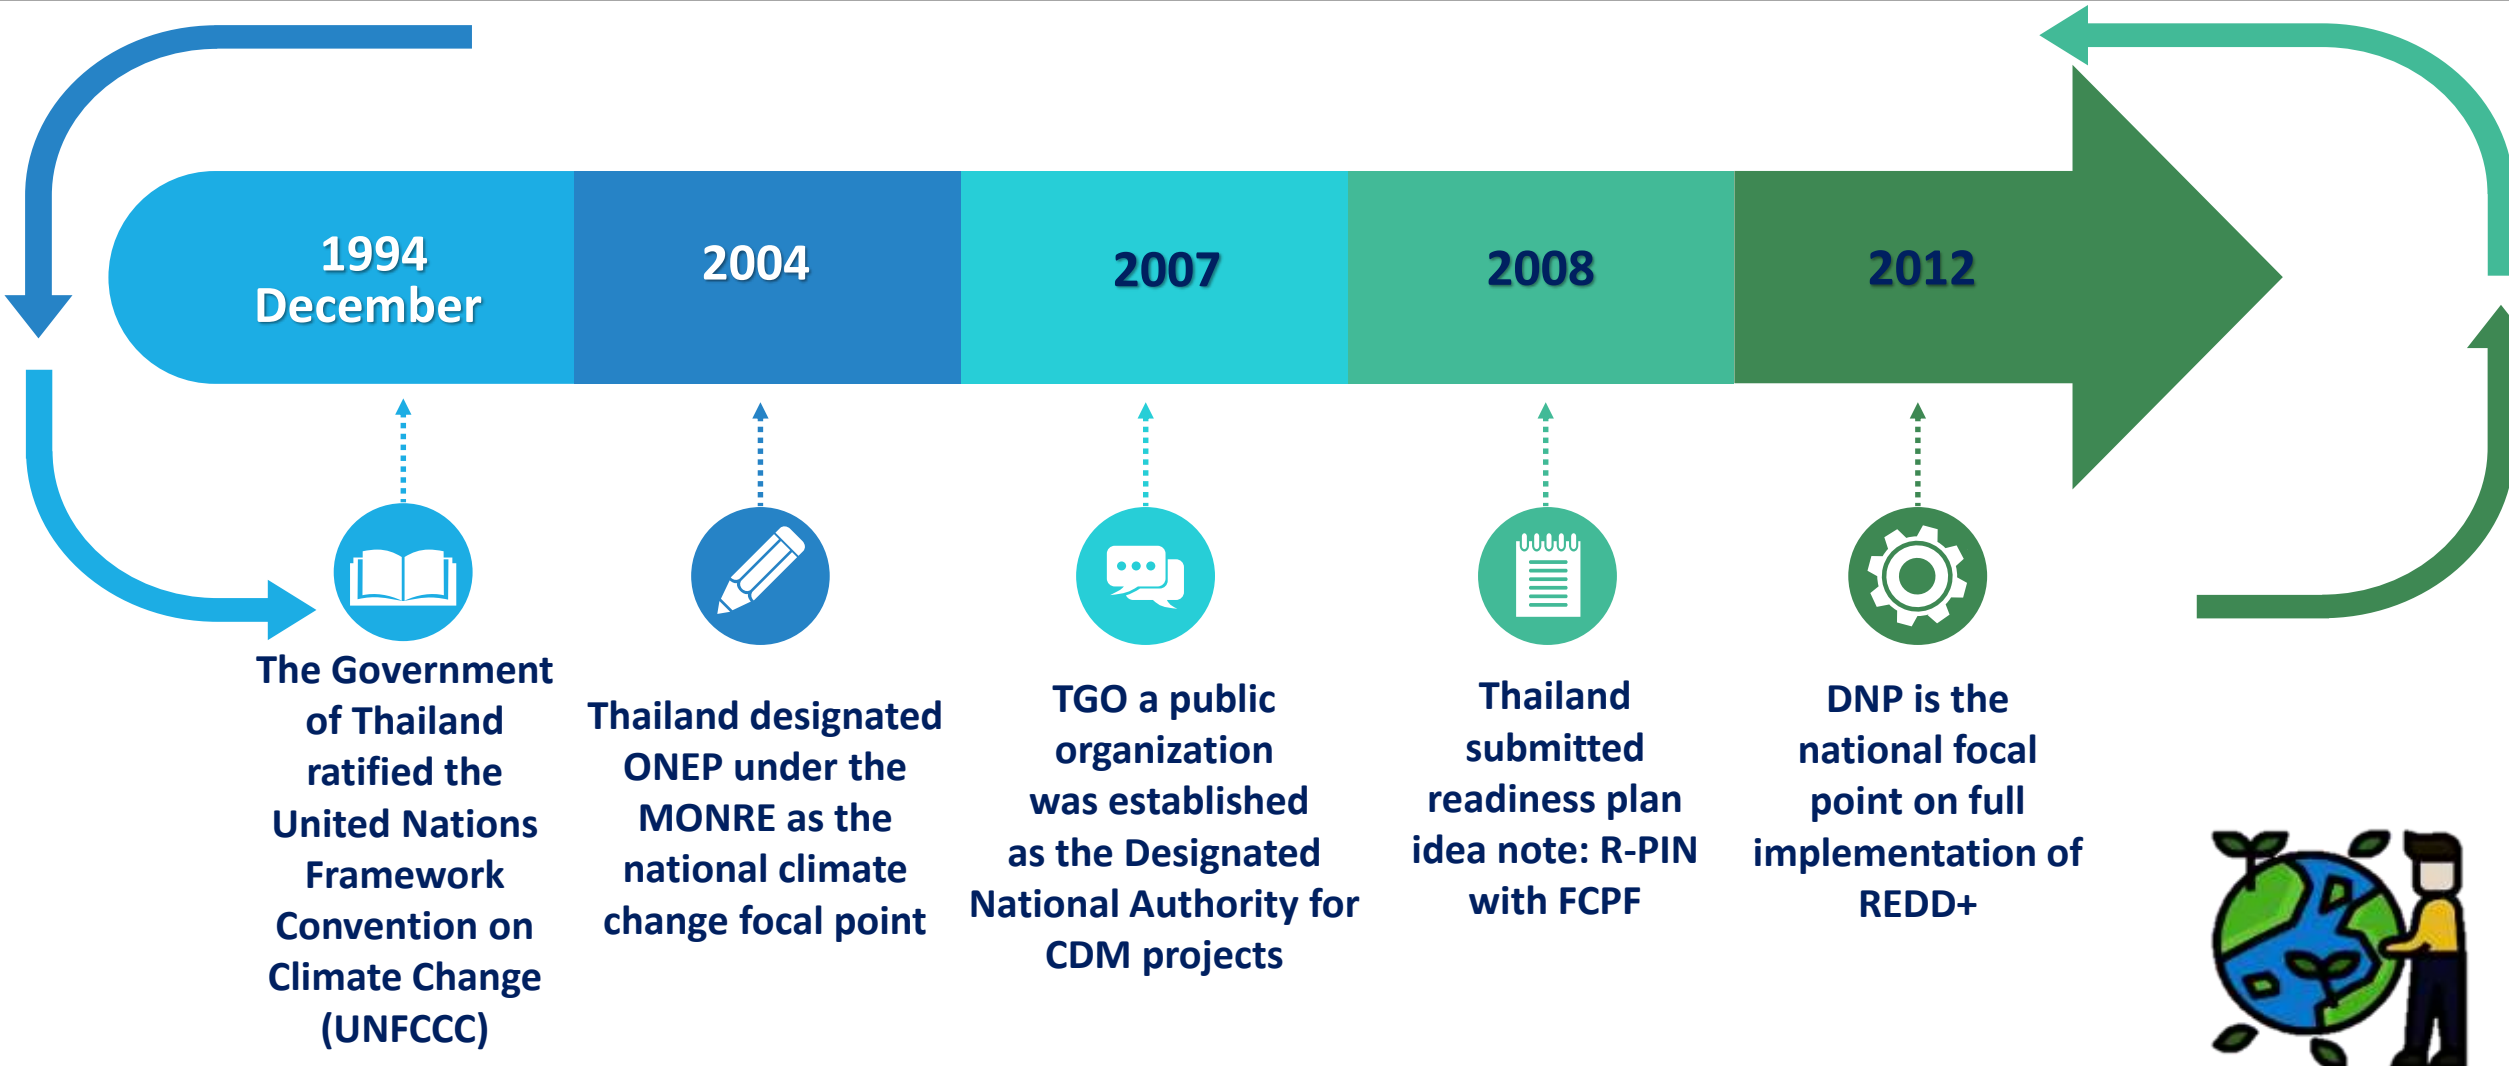 1994
December
2004
2007
2008
2012
The Government
of Thailand
ratified the
United Nations
Framework
Convention on
Climate Change
(UNFCCC)
Thailand designated
ONEP under the
MONRE as the
national climate
change focal point
TGO a public
organization
was established
as the Designated
National Authority for
CDM projects
Thailand
submitted
readiness plan
idea note: R-PIN
with FCPF
DNP is the
national focal
point on full
implementation of
REDD+